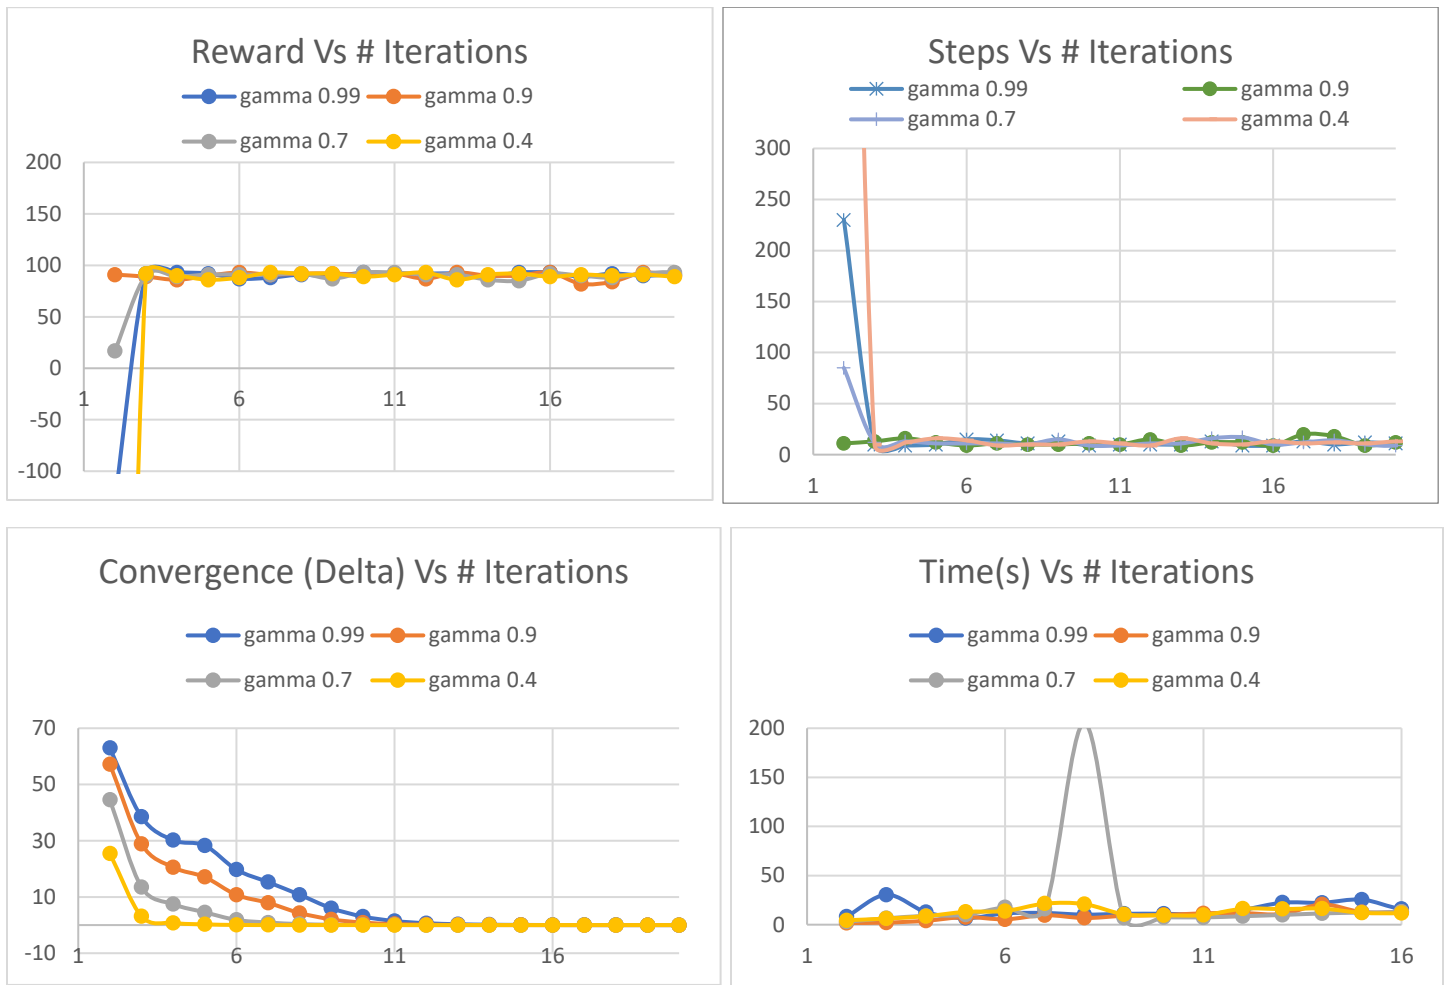 Reward Vs # Iterations
gamma 0.99 gamma 0.9
gamma 0.7 gamma 0.4
200
150
100
50
0
-50
-100
1 6 11 16
Steps Vs # Iterations
gamma 0.99 gamma 0.9
gamma 0.7 gamma 0.4
300
250
200
150
100
50
0
1 6 11 16
Convergence (Delta) Vs # Iterations
gamma 0.99 gamma 0.9
gamma 0.7 gamma 0.4
70
50
30
10
-10
1 6 11 16
Time(s) Vs # Iterations
gamma 0.99 gamma 0.9
gamma 0.7 gamma 0.4
200
150
100
50
0
1 6 11 16